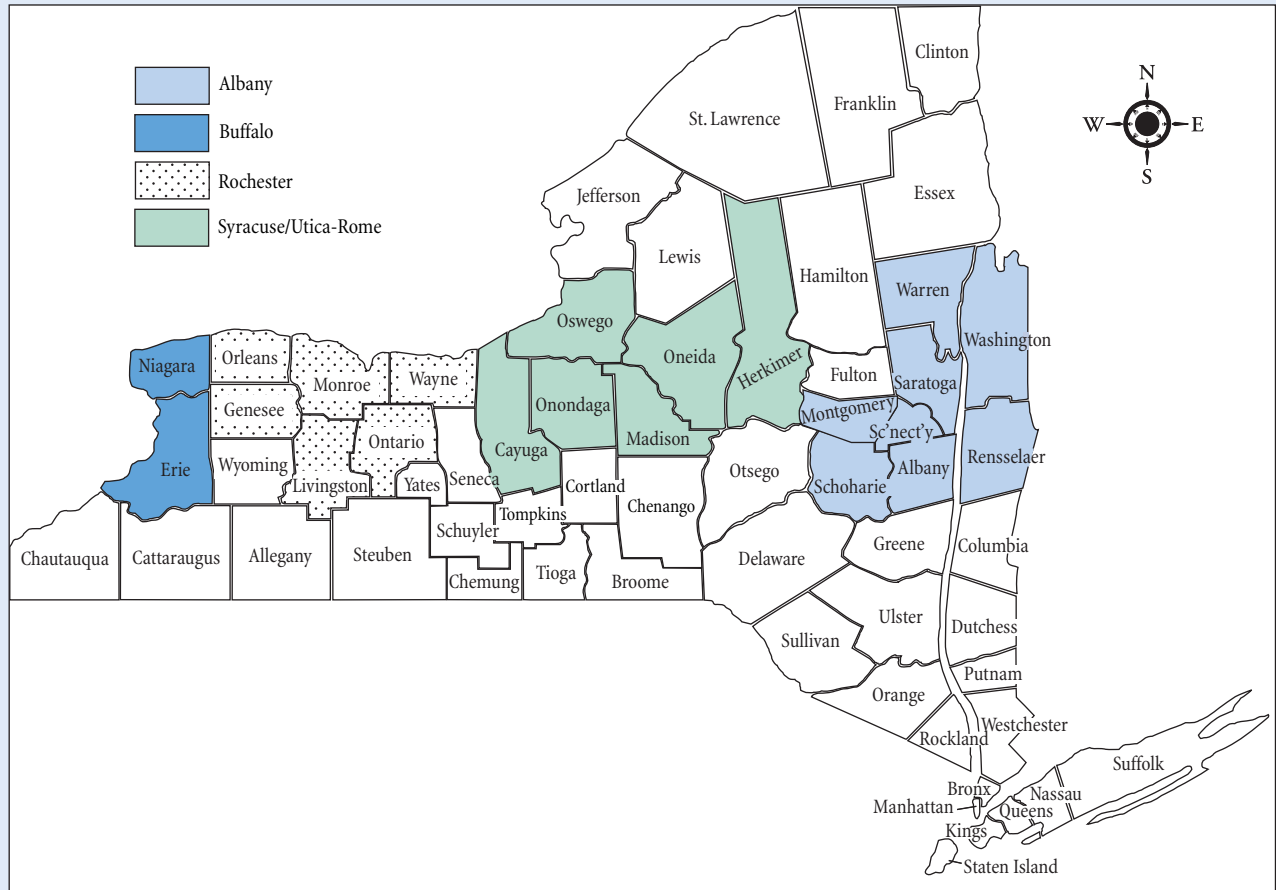 Albany
Buffalo
Rochester
Syracuse/Utica-Rome
N
W
E
S
Clinton
Franklin
St. Lawrence
Essex
Jefferson
Lewis
Hamilton
Warren
Washington
Oswego
Oneida
Herkimer
Fulton
Saratoga
Niagara
Orleans
Monroe
Wayne
Genesee
Onondaga
Montgomery
Sc'nect'y
Madison
Ontario
Cayuga
Erie
Wyoming
Livingston
Yates
Seneca
Otsego
Schoharie
Albany
Rensselaer
Cortland
Chenango
Tompkins
Schuyler
Greene
Columbia
Chautauqua
Cattaraugus
Allegany
Steuben
Chemung
Tioga
Broome
Delaware
Ulster
Dutchess
Sullivan
Putnam
Orange
Westchester
Rockland
Suffolk
Bronx
Nassau
Manhattan
Queens
Kings
Staten Island